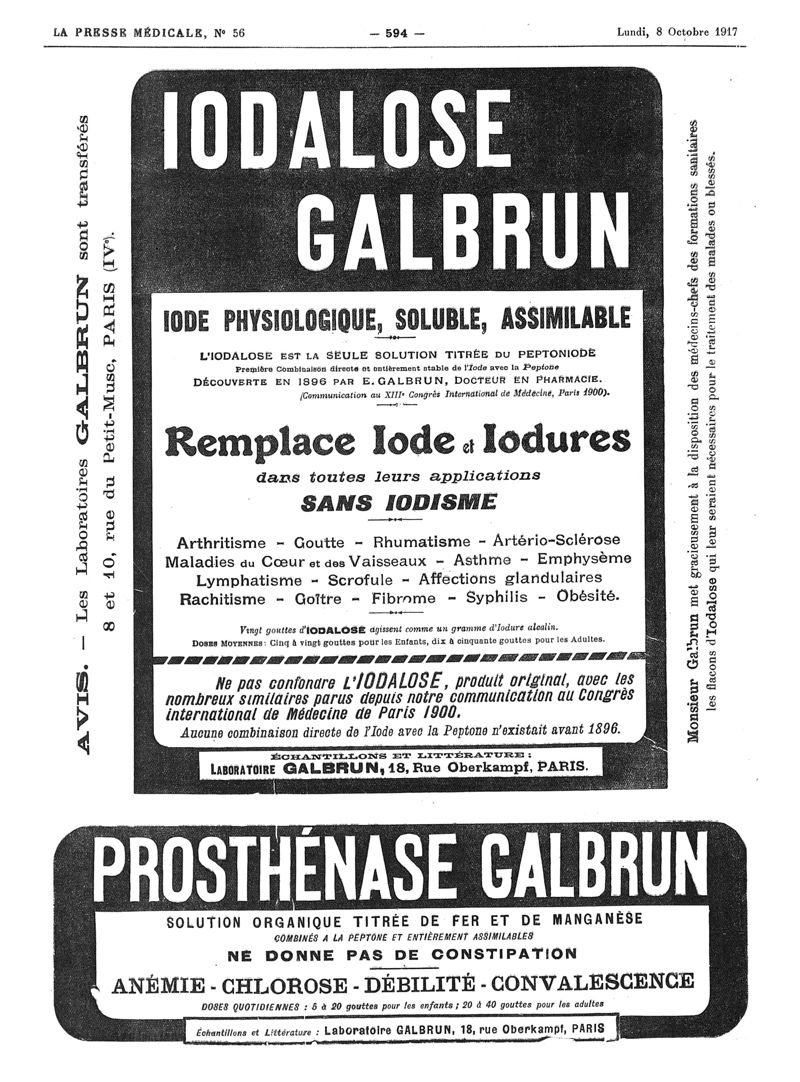 LA PRESSE MÉDICALE, N° 56
— 594 —
Lundi, 8 Octobre 1917
AVIS. — Les Laboratoires GALBRUN sont transférés
8 et 10, rue du Petit-Musc, PARIS (IVe).
IODALOSE
GALBRUN
IODE PHYSIOLOGIQUE, SOLUBLE, ASSIMILABLE
L'IODALOSE EST LA SEULE SOLUTION TITRÉE DU PEPTONIODE
Première Combinaison directe et entièrement stable de l'Iode avec la Peptone
DÉCOUVERTE EN 1896 PAR E. GALBRUN, DOCTEUR EN PHARMACIE.
(Communication au XIIIe Congrès International de Médecine, Paris 1900).
Remplace Iode et Iodures
dans toutes leurs applications
SANS IODISME
Arthritisme - Goutte - Rhumatisme - Artério-Sclérose
Maladies du Cœur et des Vaisseaux - Asthme - Emphysème
Lymphatisme - Scrofule - Affections glandulaires
Rachitisme - Goître - Fibrome - Syphilis - Obésité.
Vingt gouttes d'IODALOSE agissent comme un gramme d'Iodure alcalin.
DOSES MOYENNES : Cinq à vingt gouttes pour les Enfants, dix à cinquante gouttes pour les Adultes.
Ne pas confondre L'IODALOSE, produit original, avec les
nombreux similaires parus depuis notre communication au Congrès
international de Médecine de Paris 1900.
Aucune combinaison directe de l'Iode avec la Peptone n'existait avant 1896.
ÉCHANTILLONS ET LITTÉRATURE :
LABORATOIRE GALBRUN, 18, Rue Oberkampf, PARIS.
Monsieur Galbrun met gracieusement à la disposition des médecins-chefs des formations sanitaires
les flacons d'Iodalose qui leur seraient nécessaires pour le traitement des malades ou blessés.
PROSTHÉNASE GALBRUN
SOLUTION ORGANIQUE TITRÉE DE FER ET DE MANGANÈSE
COMBINÉS A LA PEPTONE ET ENTIÈREMENT ASSIMILABLES
NE DONNE PAS DE CONSTIPATION
ANÉMIE - CHLOROSE - DÉBILITÉ - CONVALESCENCE
DOSES QUOTIDIENNES : 5 à 20 gouttes pour les enfants ; 20 à 40 gouttes pour les adultes
Échantillons et Littérature : Laboratoire GALBRUN, 18, rue Oberkampf, PARIS